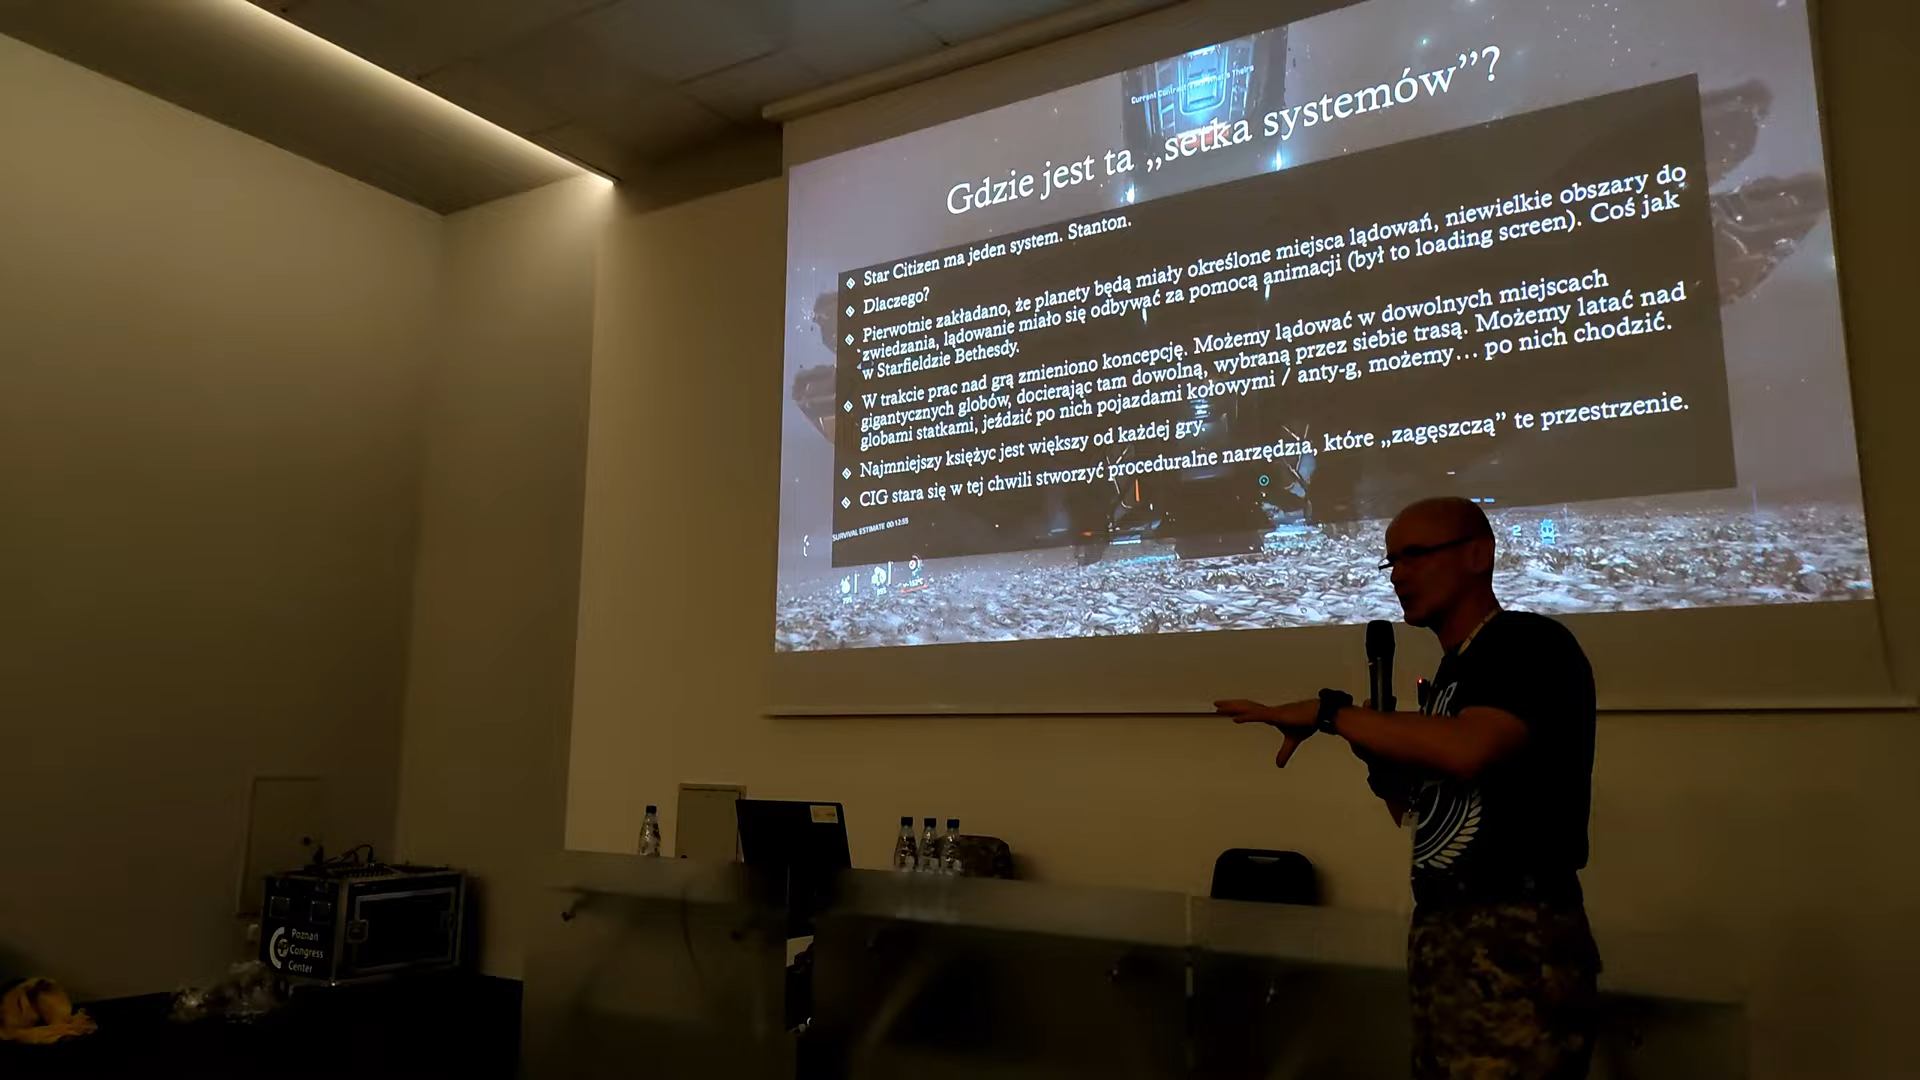 Current Contract: Theirs
Gdzie jest ta „setka systemów”?
Star Citizen ma jeden system. Stanton.
Dlaczego?
Pierwotnie zakładano, że planety będą miały określone miejsca lądowań, niewielkie obszary do
zwiedzania, lądowanie miało się odbywać za pomocą animacji (był to loading screen). Coś jak
w Starfieldzie Bethesdy.
W trakcie prac nad grą zmieniono koncepcję. Możemy lądować w dowolnych miejscach
gigantycznych globów, docierając tam dowolną, wybraną przez siebie trasą. Możemy latać nad
globami statkami, jeździć po nich pojazdami kołowymi / anty-g, możemy… po nich chodzić.
Najmniejszy księżyc jest większy od każdej gry.
CIG stara się w tej chwili stworzyć proceduralne narzędzia, które „zagęszczą” te przestrzenie.
SURVIVAL ESTIMATE 00:12:55
2
Poznań
Congress
Center